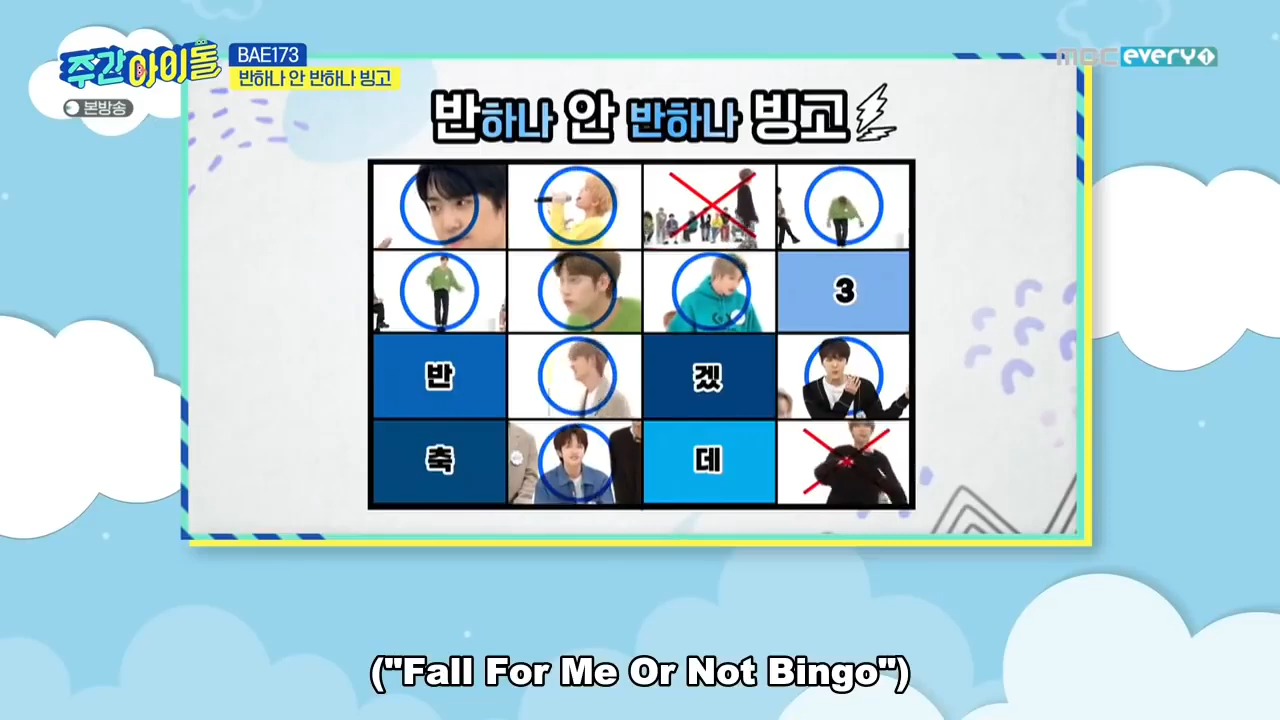 주간아이돌
본방송
BAE173
반하나 안 반하나 빙고
MBC every1
반하나 안 반하나 빙고
3
반
겠
축
데
("Fall For Me Or Not Bingo")